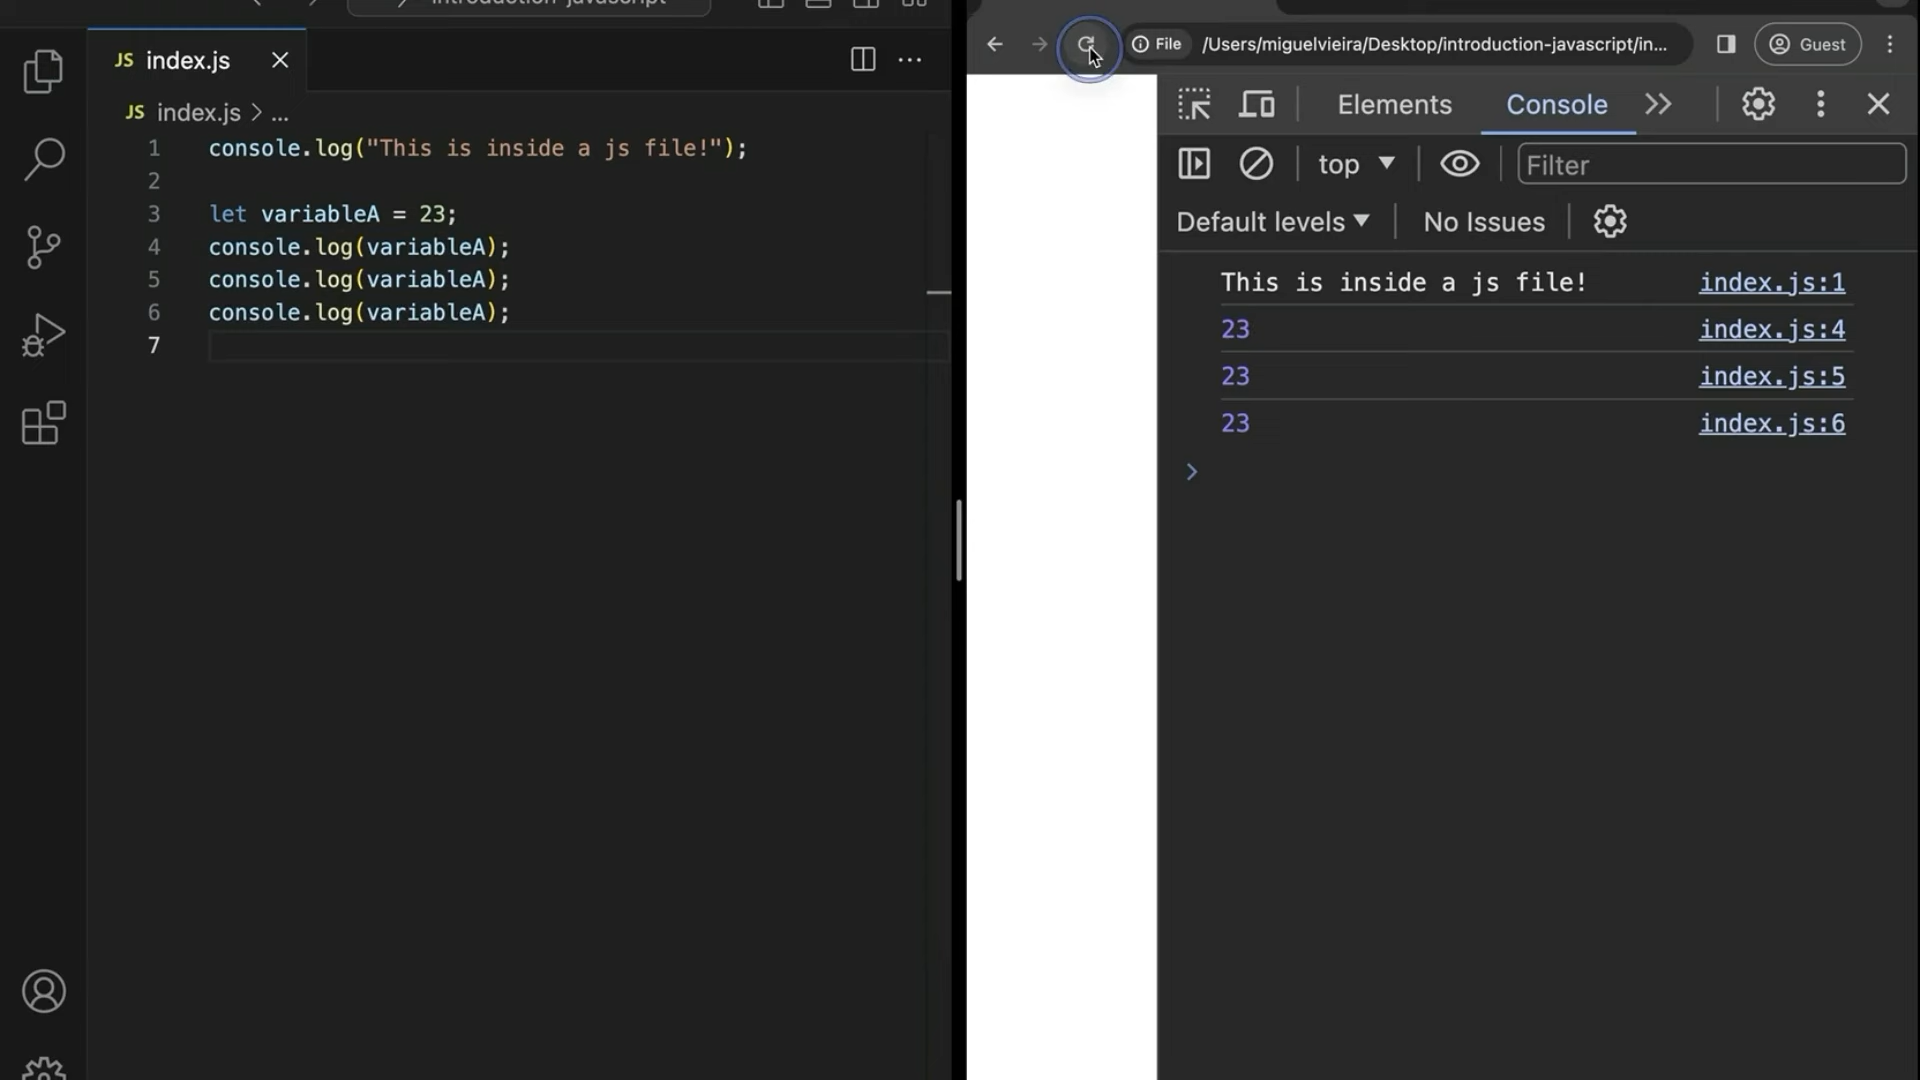 introduction-javascript
JS index.js
JS index.js > ...
1 console.log("This is inside a js file!");
2
3 let variableA = 23;
4 console.log(variableA);
5 console.log(variableA);
6 console.log(variableA);
7
File /Users/miguelvieira/Desktop/introduction-javascript/in... Guest
Elements Console
top Filter
Default levels No Issues
This is inside a js file! index.js:1
23 index.js:4
23 index.js:5
23 index.js:6